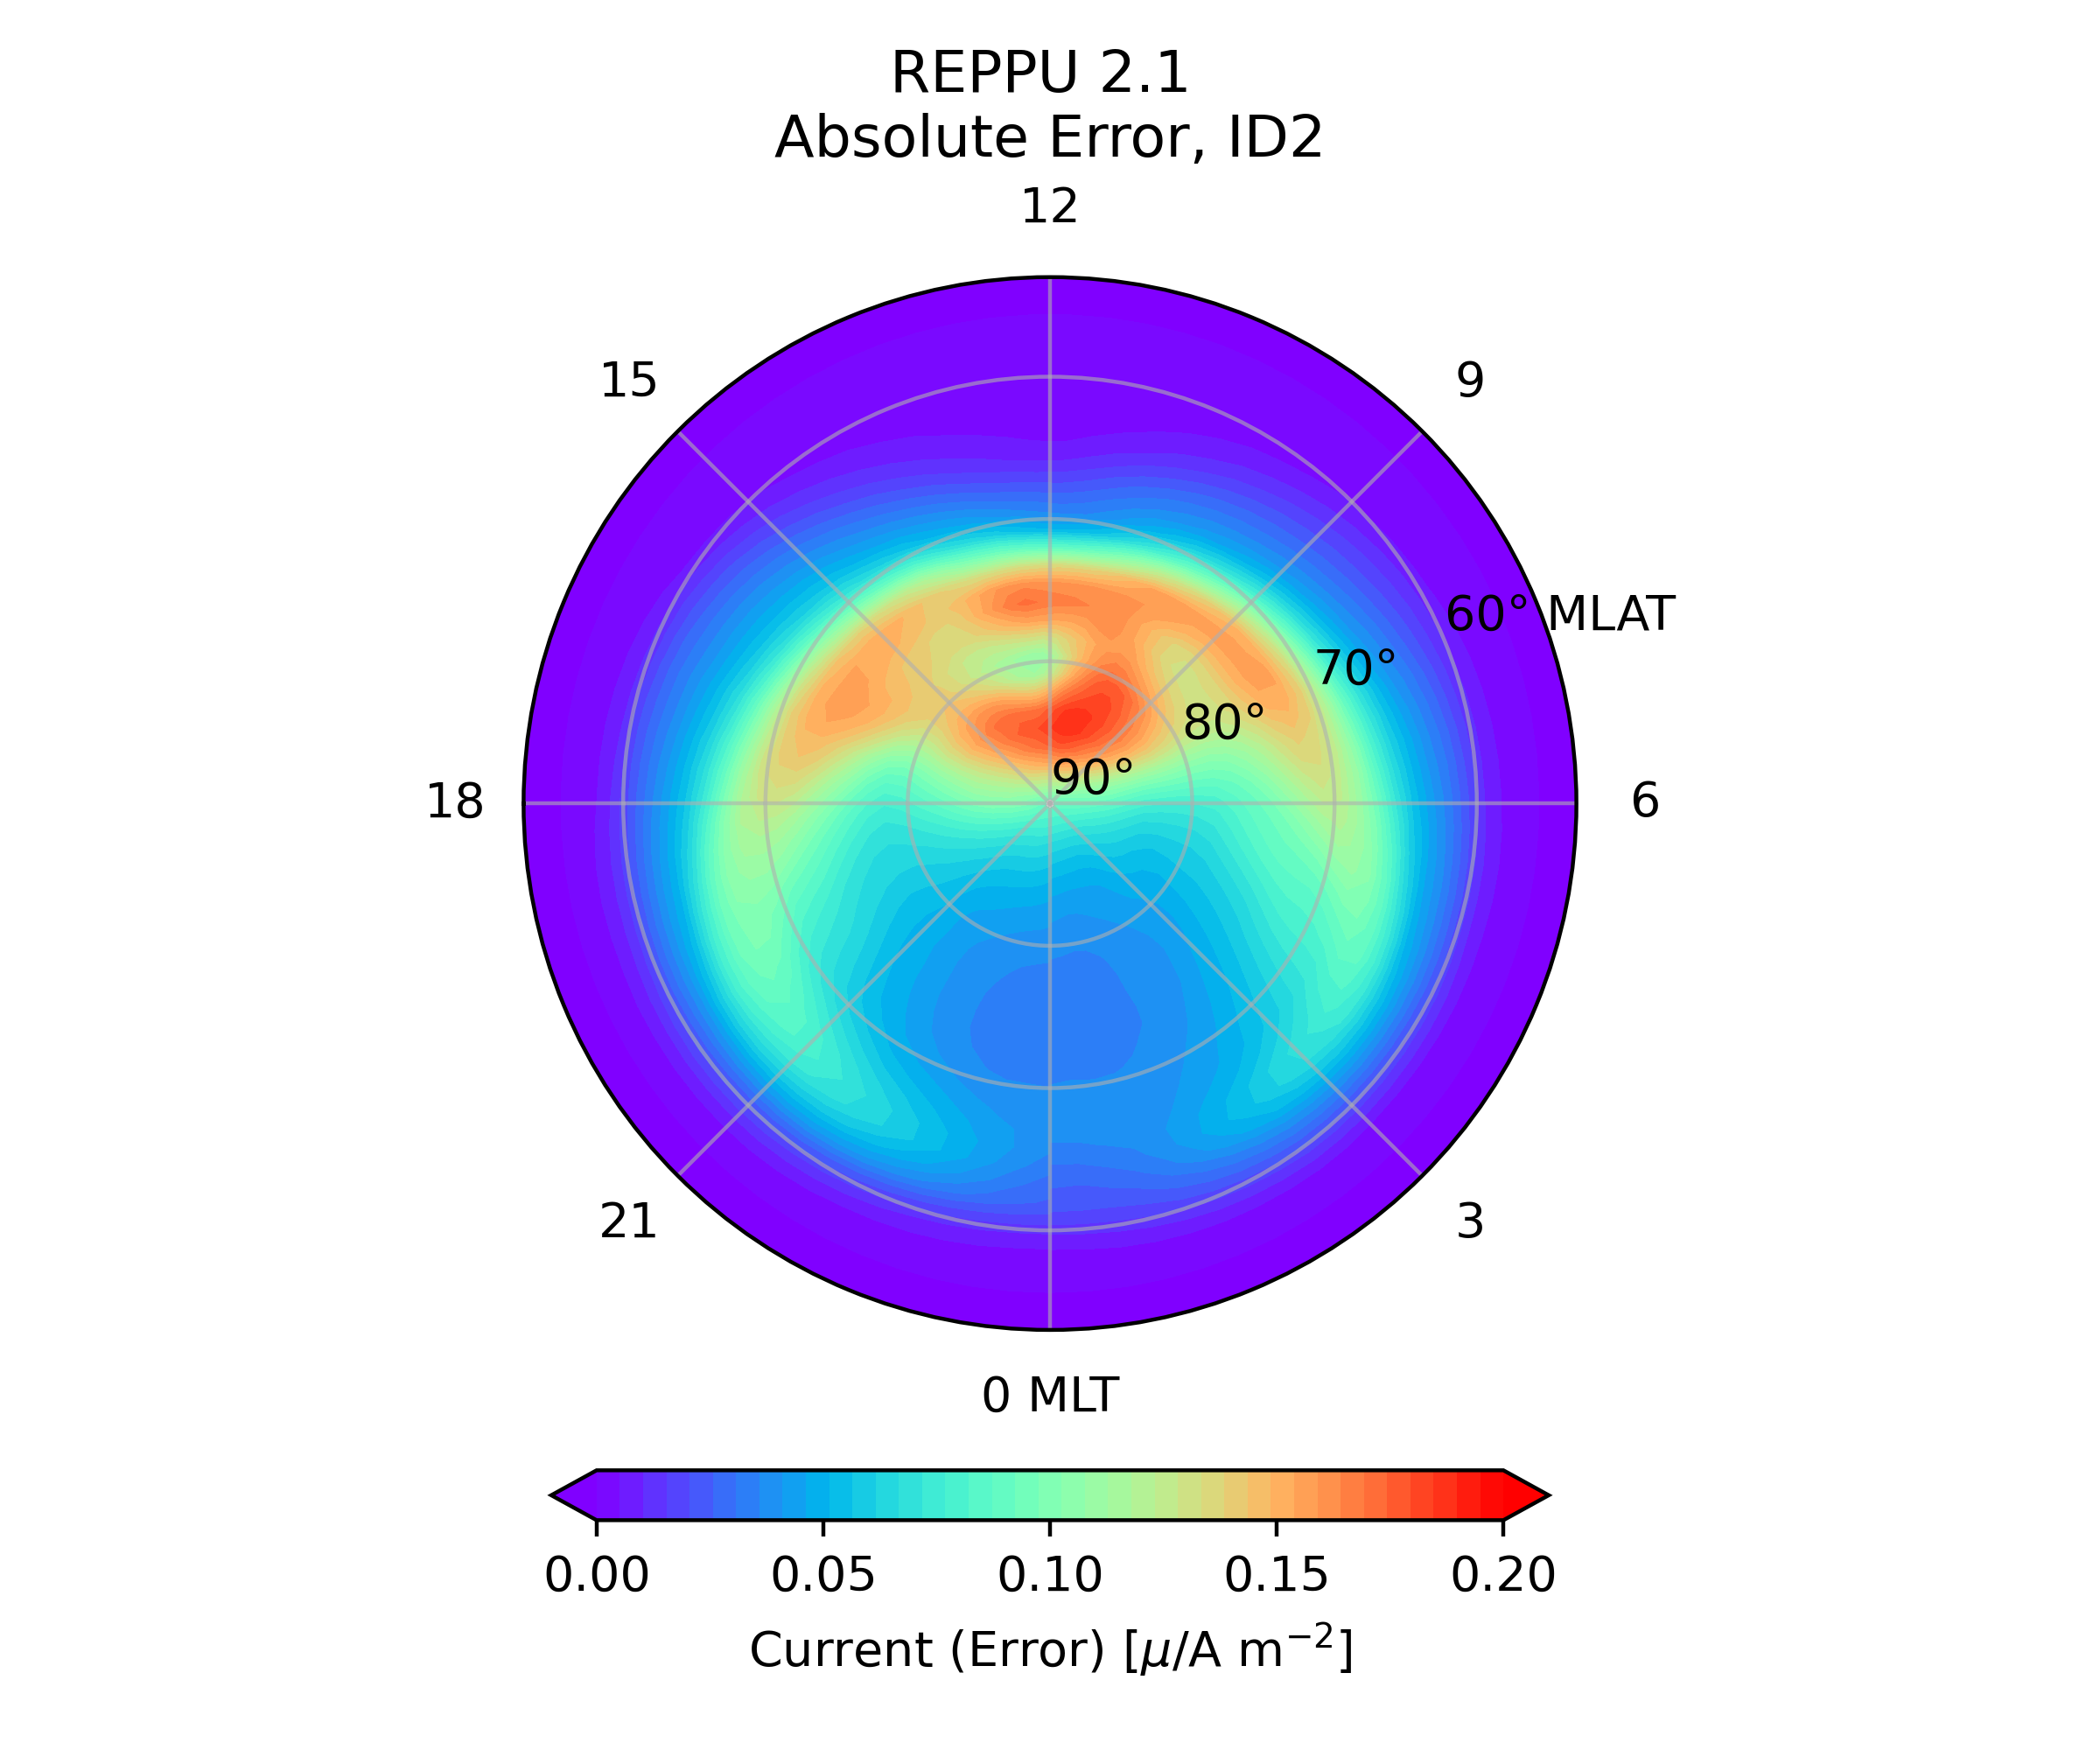 REPPU 2.1
Absolute Error, ID2
12
15
9
60° MLAT
70°
80°
90°
18
6
21
3
0 MLT
0.00 0.05 0.10 0.15 0.20
Current (Error) [μ/A m⁻²]